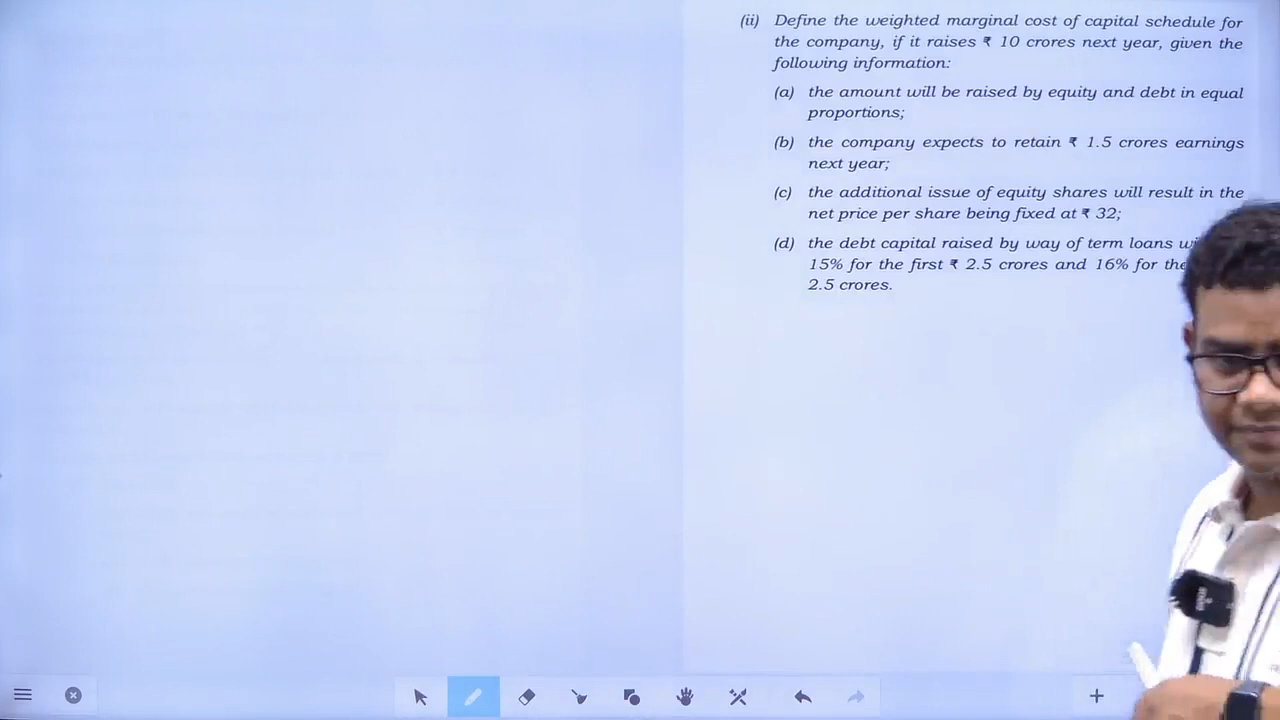 (ii) Define the weighted marginal cost of capital schedule for
the company, if it raises ₹ 10 crores next year, given the
following information:
(a) the amount will be raised by equity and debt in equal
proportions;
(b) the company expects to retain ₹ 1.5 crores earnings
next year;
(c) the additional issue of equity shares will result in the
net price per share being fixed at ₹ 32;
(d) the debt capital raised by way of term loans
15% for the first ₹ 2.5 crores and 16% for the
2.5 crores.